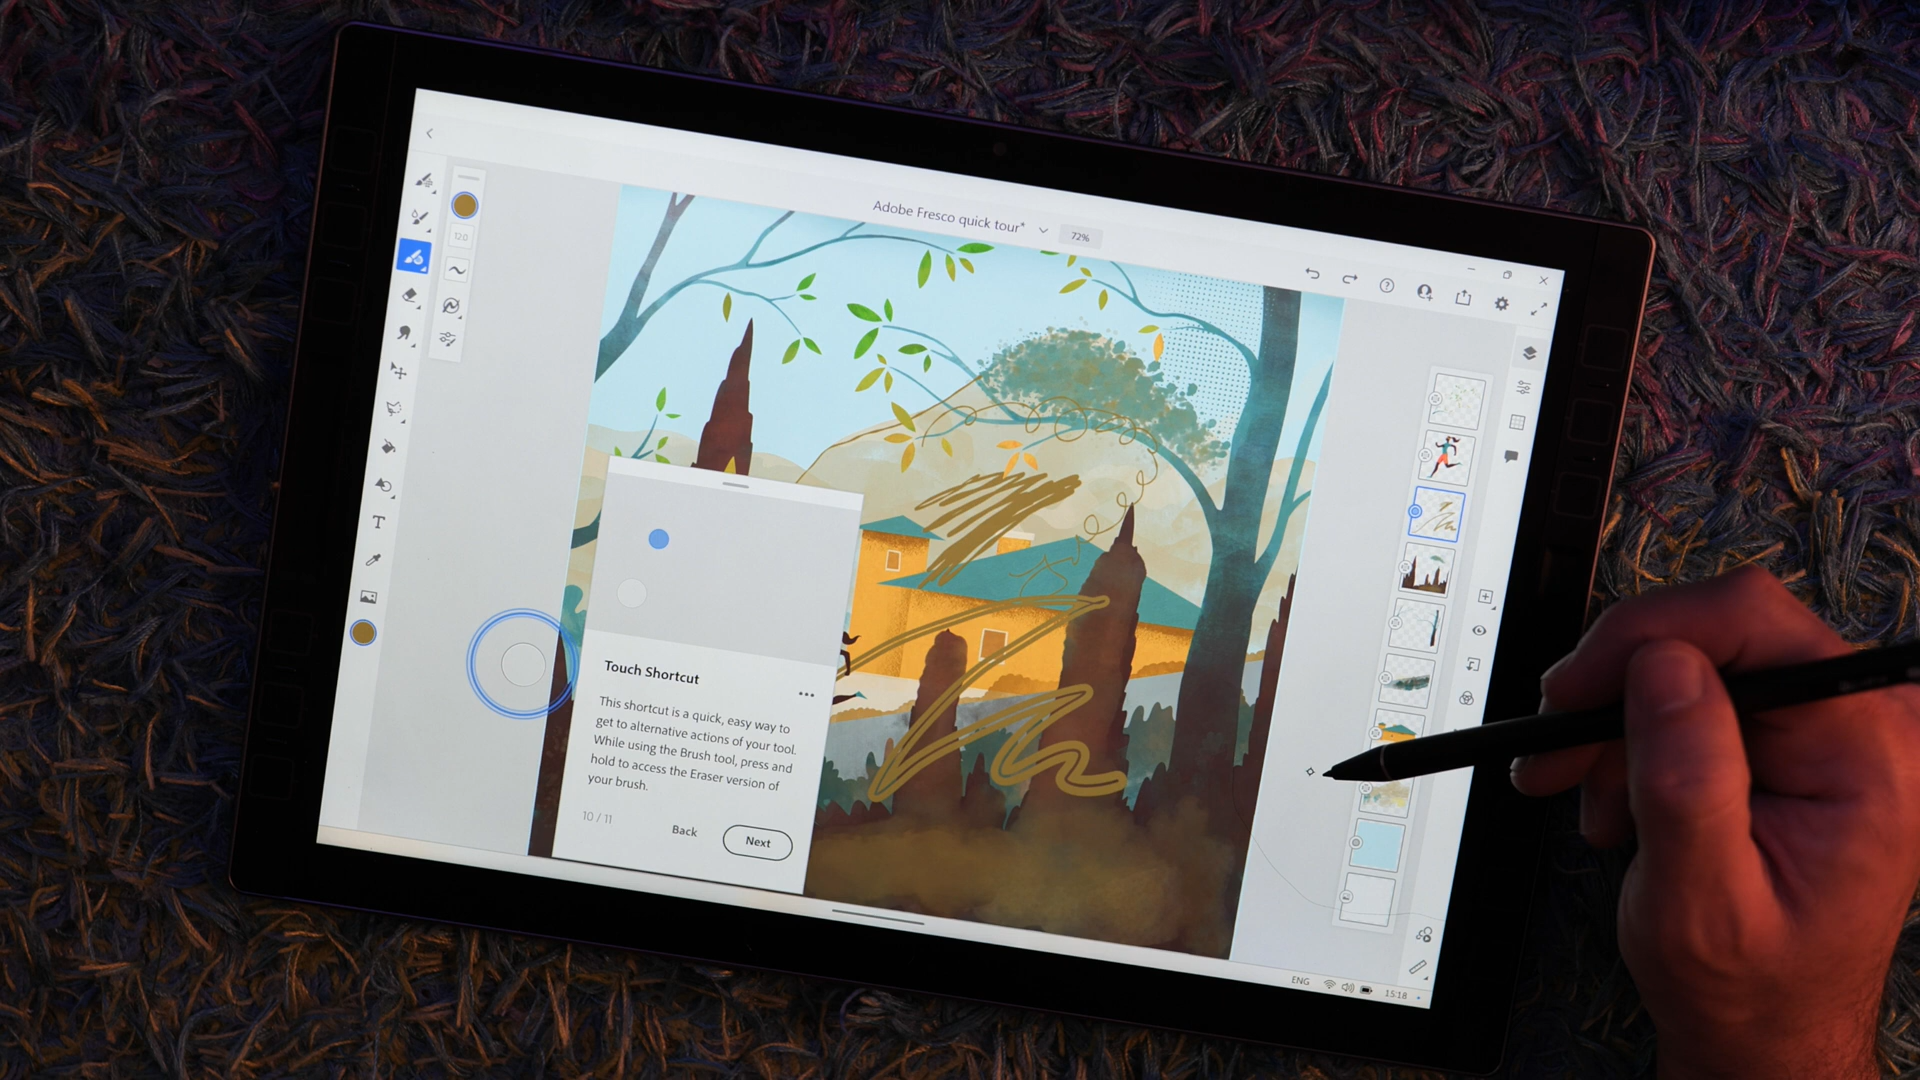 Adobe Fresco quick tour*
72%
120
T
Touch Shortcut
This shortcut is a quick, easy way to
get to alternative actions of your tool.
While using the Brush tool, press and
hold to access the Eraser version of
your brush.
10 / 11
Back
Next
ENG
15:18